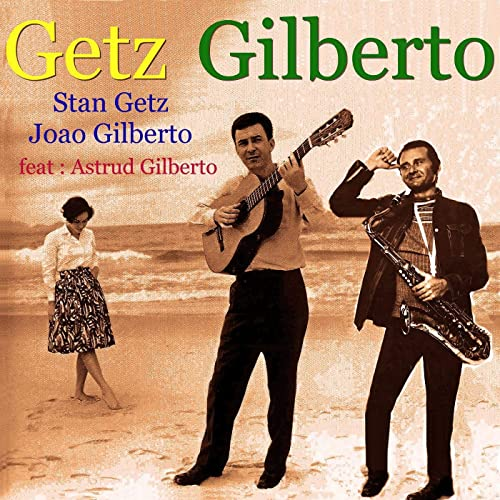 Getz Gilberto
Stan Getz
Joao Gilberto
feat : Astrud Gilberto